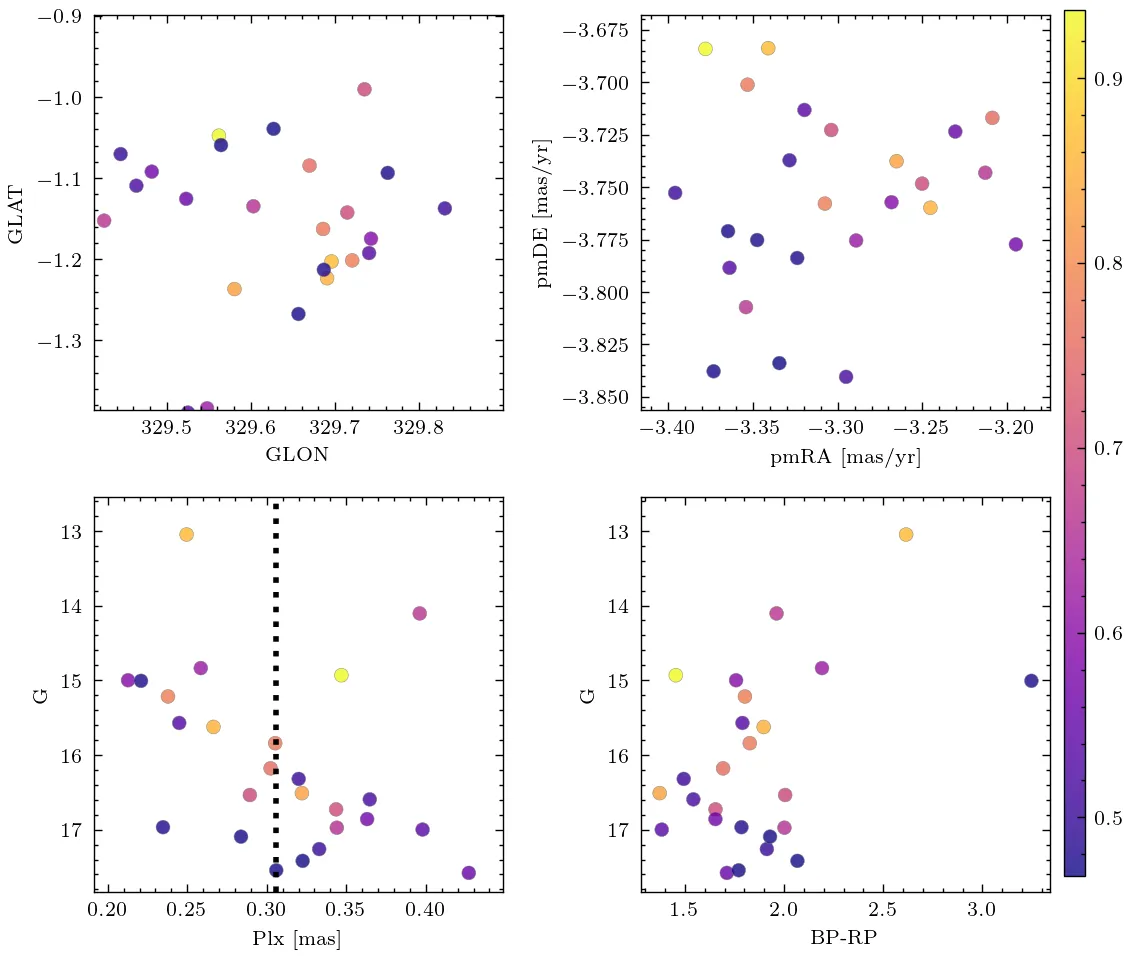 −0.9
−1.0
−1.1
−1.2
−1.3
GLAT
329.5 329.6 329.7 329.8
GLON
−3.675
−3.700
−3.725
−3.750
−3.775
−3.800
−3.825
−3.850
pmDE [mas/yr]
−3.40 −3.35 −3.30 −3.25 −3.20
pmRA [mas/yr]
0.9
0.8
0.7
0.6
0.5
13
14
15
16
17
G
0.20 0.25 0.30 0.35 0.40
Plx [mas]
13
14
15
16
17
G
1.5 2.0 2.5 3.0
BP-RP